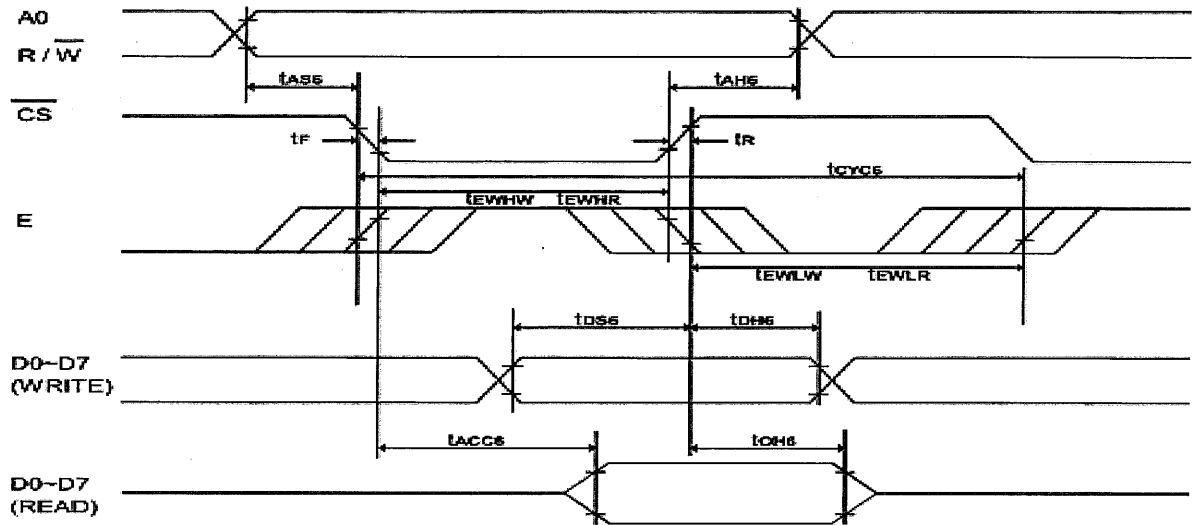 A0
R / W
tAS6
tAH6
CS
tF
tR
tCYC6
tEWHW tEWHR
E
tEWLW tEWLR
tDS6
tDH6
D0~D7
(WRITE)
tACC6
tOH6
D0~D7
(READ)